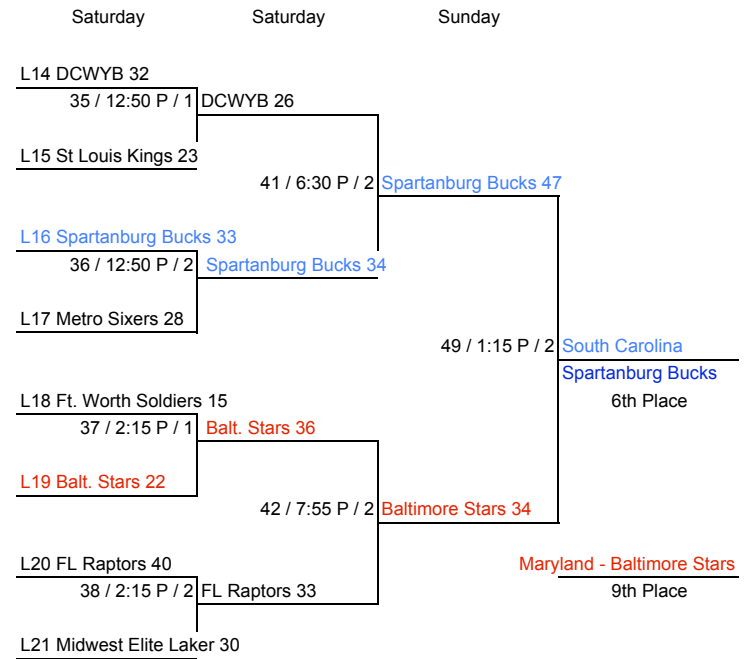 Saturday Saturday Sunday
L14 DCWYB 32
35 / 12:50 P / 1 DCWYB 26
L15 St Louis Kings 23
41 / 6:30 P / 2 Spartanburg Bucks 47
L16 Spartanburg Bucks 33
36 / 12:50 P / 2 Spartanburg Bucks 34
L17 Metro Sixers 28
49 / 1:15 P / 2 South Carolina
Spartanburg Bucks
L18 Ft. Worth Soldiers 15 6th Place
37 / 2:15 P / 1 Balt. Stars 36
L19 Balt. Stars 22
42 / 7:55 P / 2 Baltimore Stars 34
L20 FL Raptors 40 Maryland - Baltimore Stars
38 / 2:15 P / 2 FL Raptors 33 9th Place
L21 Midwest Elite Laker 30